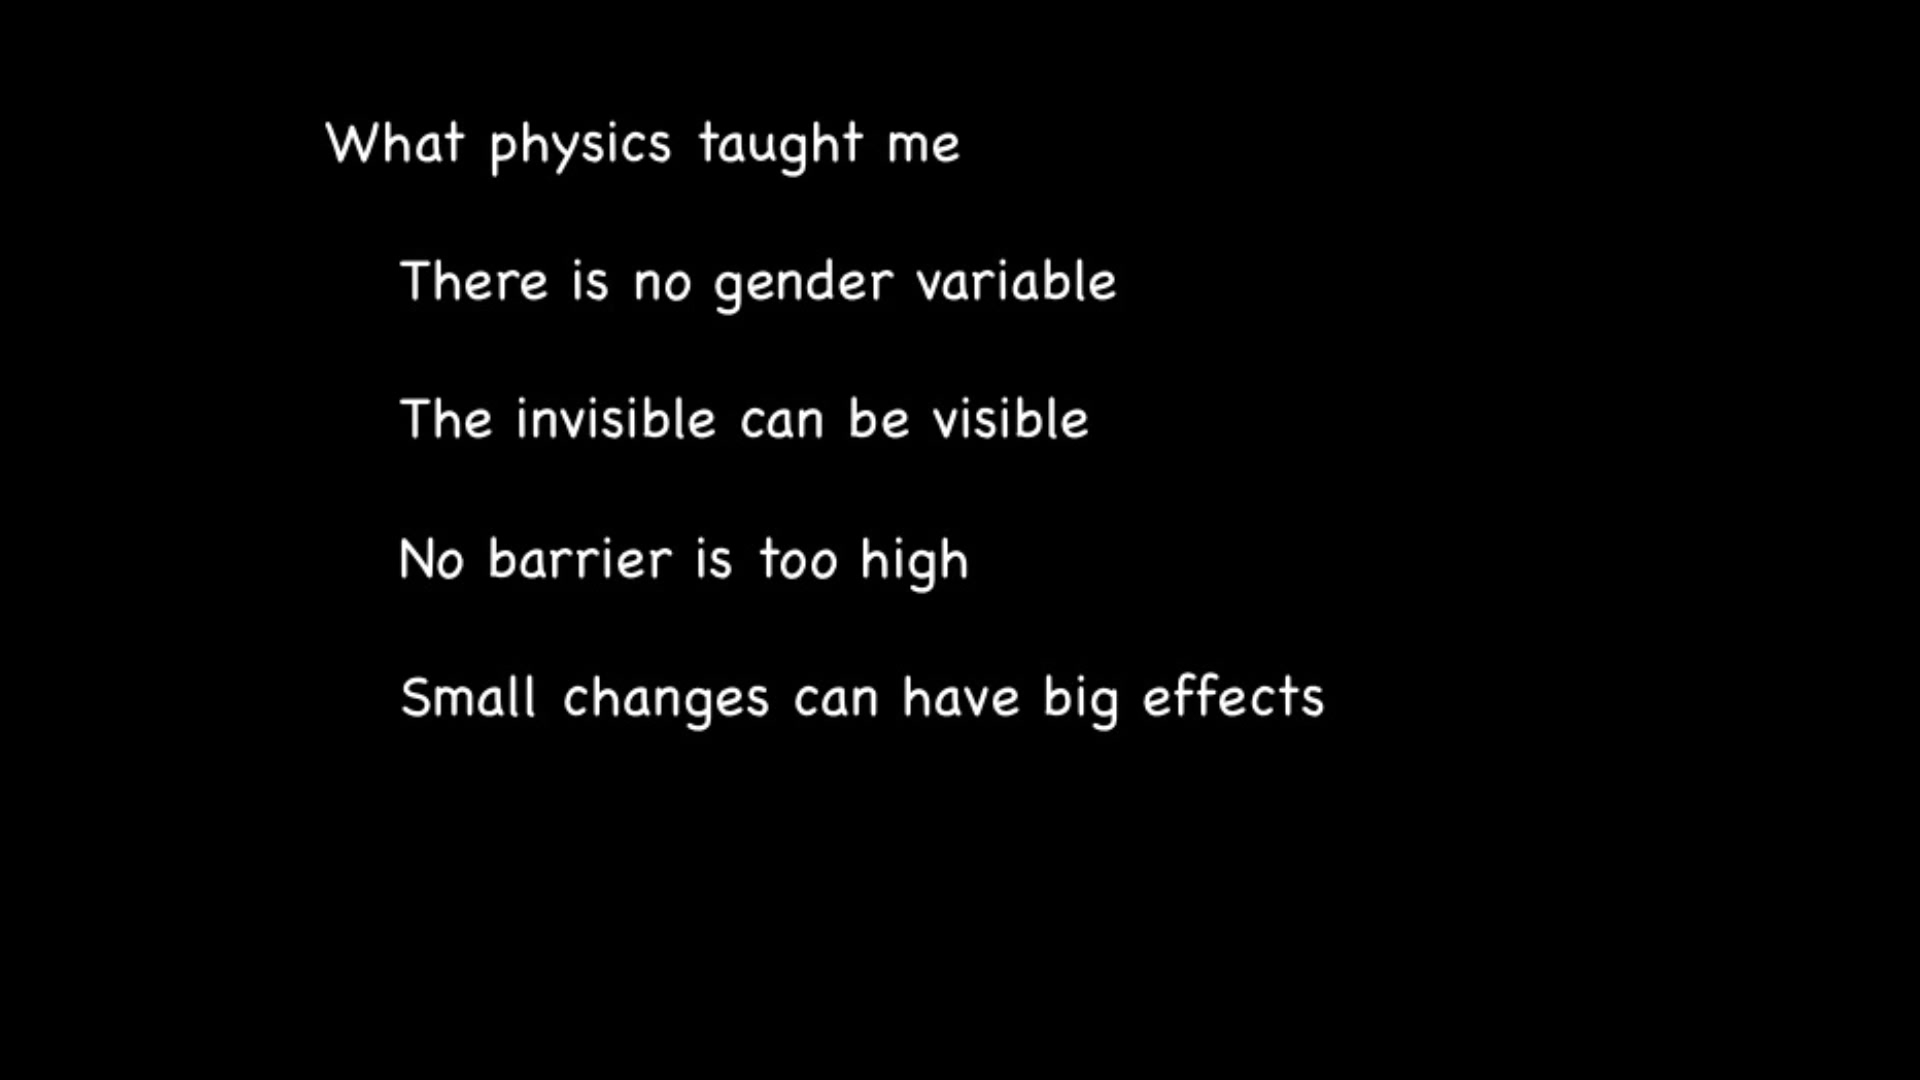 What physics taught me
There is no gender variable
The invisible can be visible
No barrier is too high
Small changes can have big effects